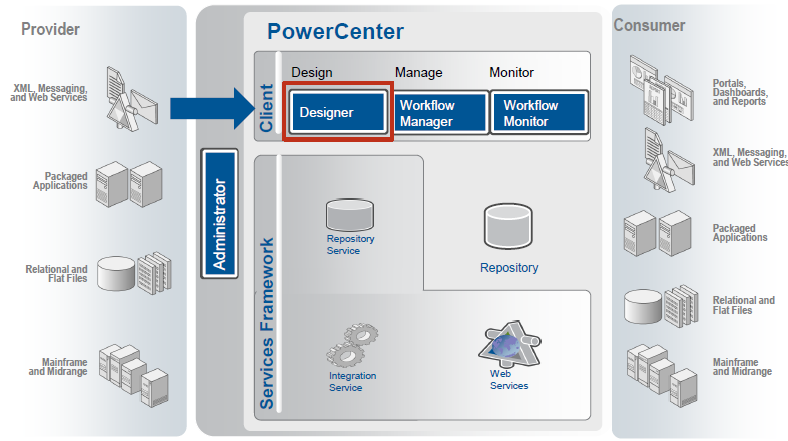 Provider
XML, Messaging,
and Web Services
Packaged
Applications
Relational and
Flat Files
Mainframe
and Midrange
PowerCenter
Design
Manage
Monitor
Client
Designer
Workflow
Manager
Workflow
Monitor
Administrator
Services Framework
Repository
Service
Repository
Integration
Service
Web
Services
Consumer
Portals,
Dashboards,
and Reports
XML, Messaging,
and Web Services
Packaged
Applications
Relational and
Flat Files
Mainframe
and Midrange